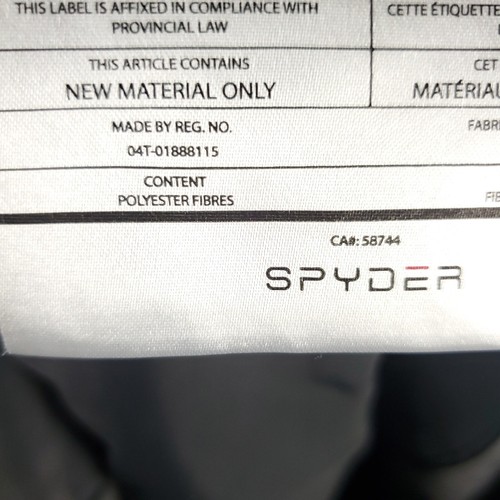 THIS LABEL IS AFFIXED IN COMPLIANCE WITH
PROVINCIAL LAW
CETTE ÉTIQUETTE
THIS ARTICLE CONTAINS
NEW MATERIAL ONLY
CET
MADE BY REG. NO.
04T-01888115
CONTENT
POLYESTER FIBRES
CA#: 58744
SPYDER